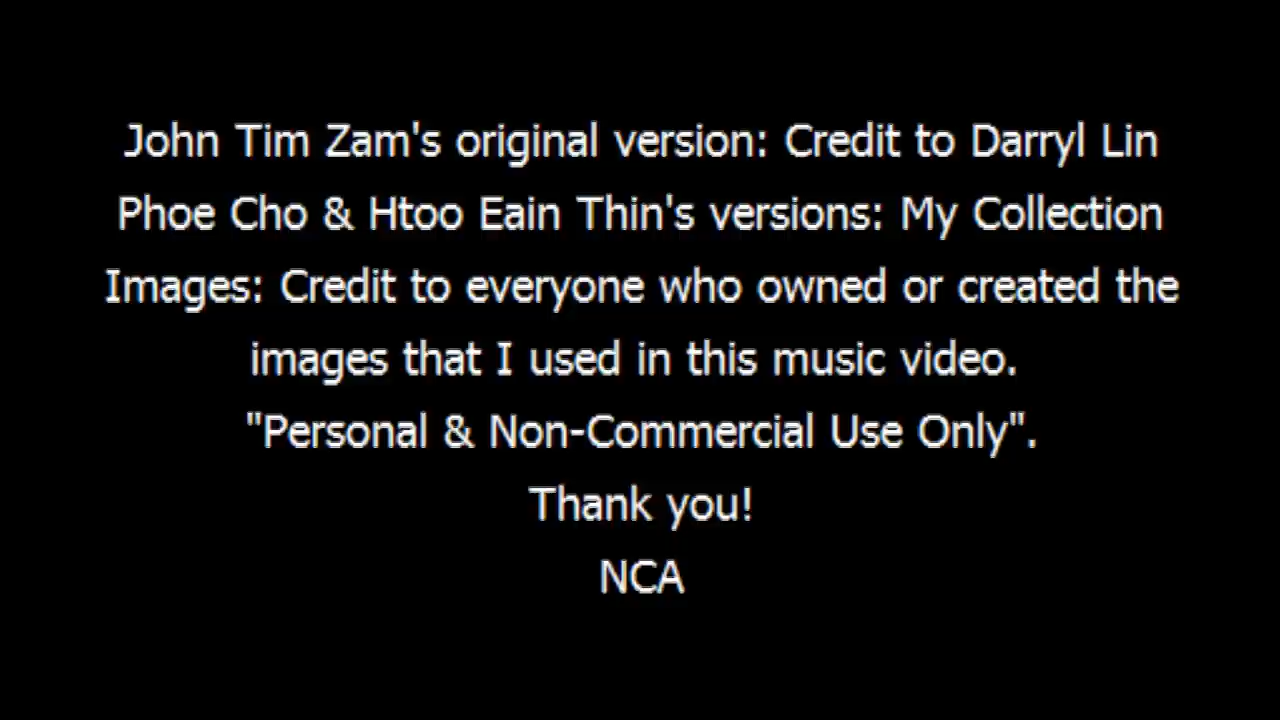 John Tim Zam's original version: Credit to Darryl Lin
Phoe Cho & Htoo Eain Thin's versions: My Collection
Images: Credit to everyone who owned or created the
images that I used in this music video.
"Personal & Non-Commercial Use Only".
Thank you!
NCA